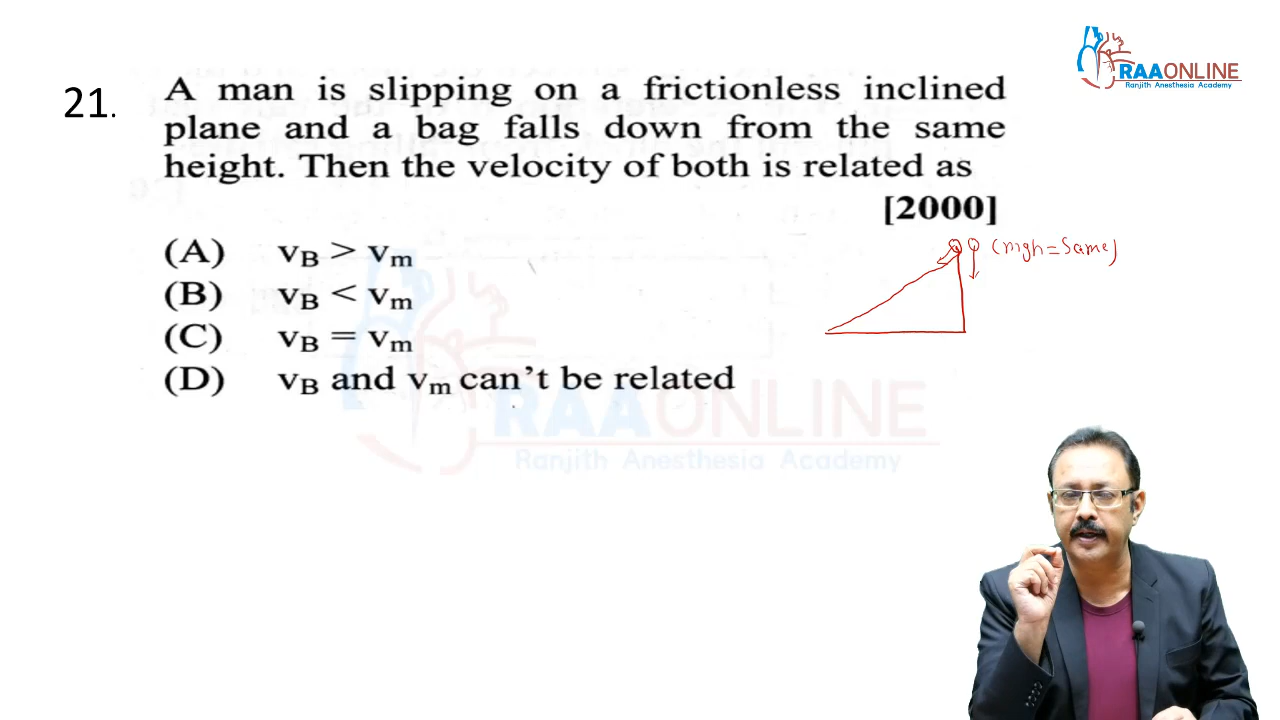 RAAONLINE
Ranjith Anesthesia Academy
21. A man is slipping on a frictionless inclined
plane and a bag falls down from the same
height. Then the velocity of both is related as
[2000]
(A) vB > vm
(mgh = Same)
(B) vB < vm
(C) vB = vm
(D) vB and vm can't be related
RAAONLINE
Ranjith Anesthesia Academy